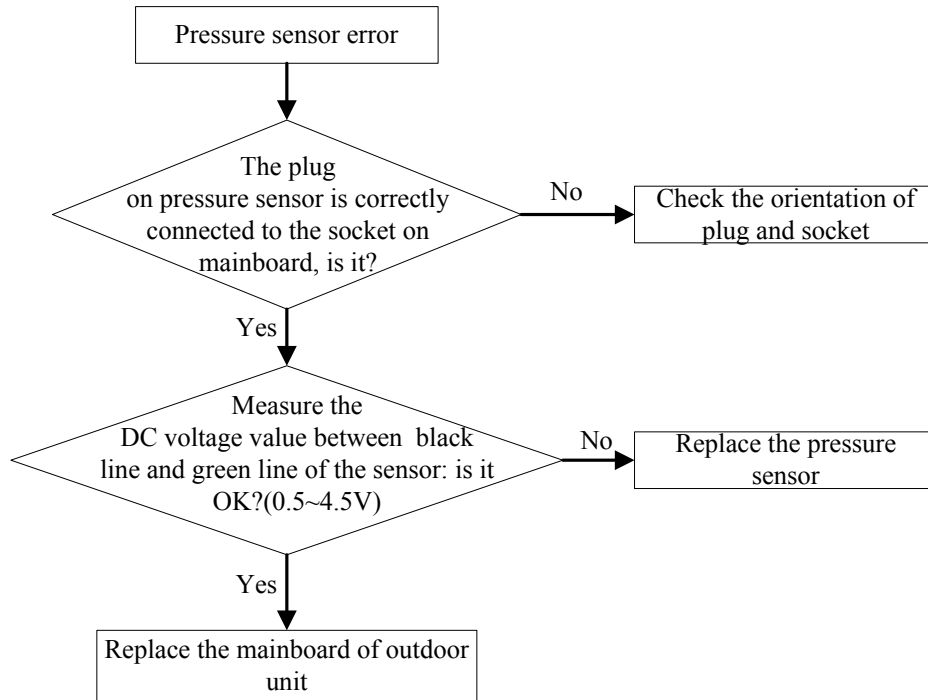 Pressure sensor error
The plug
on pressure sensor is correctly
connected to the socket on
mainboard, is it?
No
Check the orientation of
plug and socket
Yes
Measure the
DC voltage value between  black
line and green line of the sensor: is it
OK?(0.5~4.5V)
No
Replace the pressure
sensor
Yes
Replace the mainboard of outdoor
unit